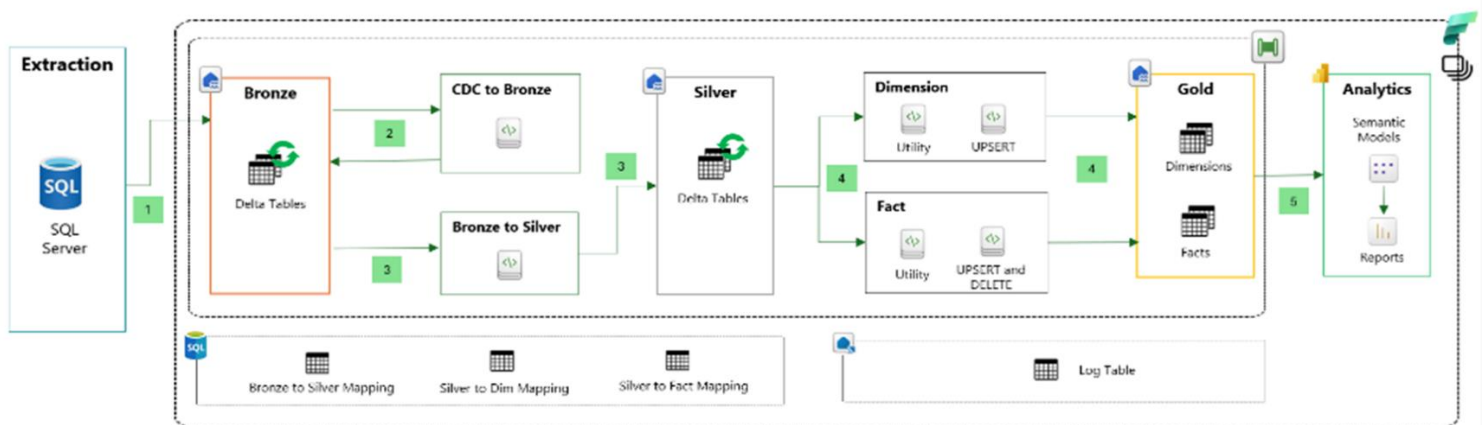 Extraction
SQL
SQL
Server
1
Bronze
Delta Tables
2
CDC to Bronze
3
Bronze to Silver
3
Silver
Delta Tables
4
Dimension
Utility
UPSERT
Fact
Utility
UPSERT and
DELETE
4
Gold
Dimensions
Facts
5
Analytics
Semantic
Models
Reports
SQL
Bronze to Silver Mapping
Silver to Dim Mapping
Silver to Fact Mapping
Log Table